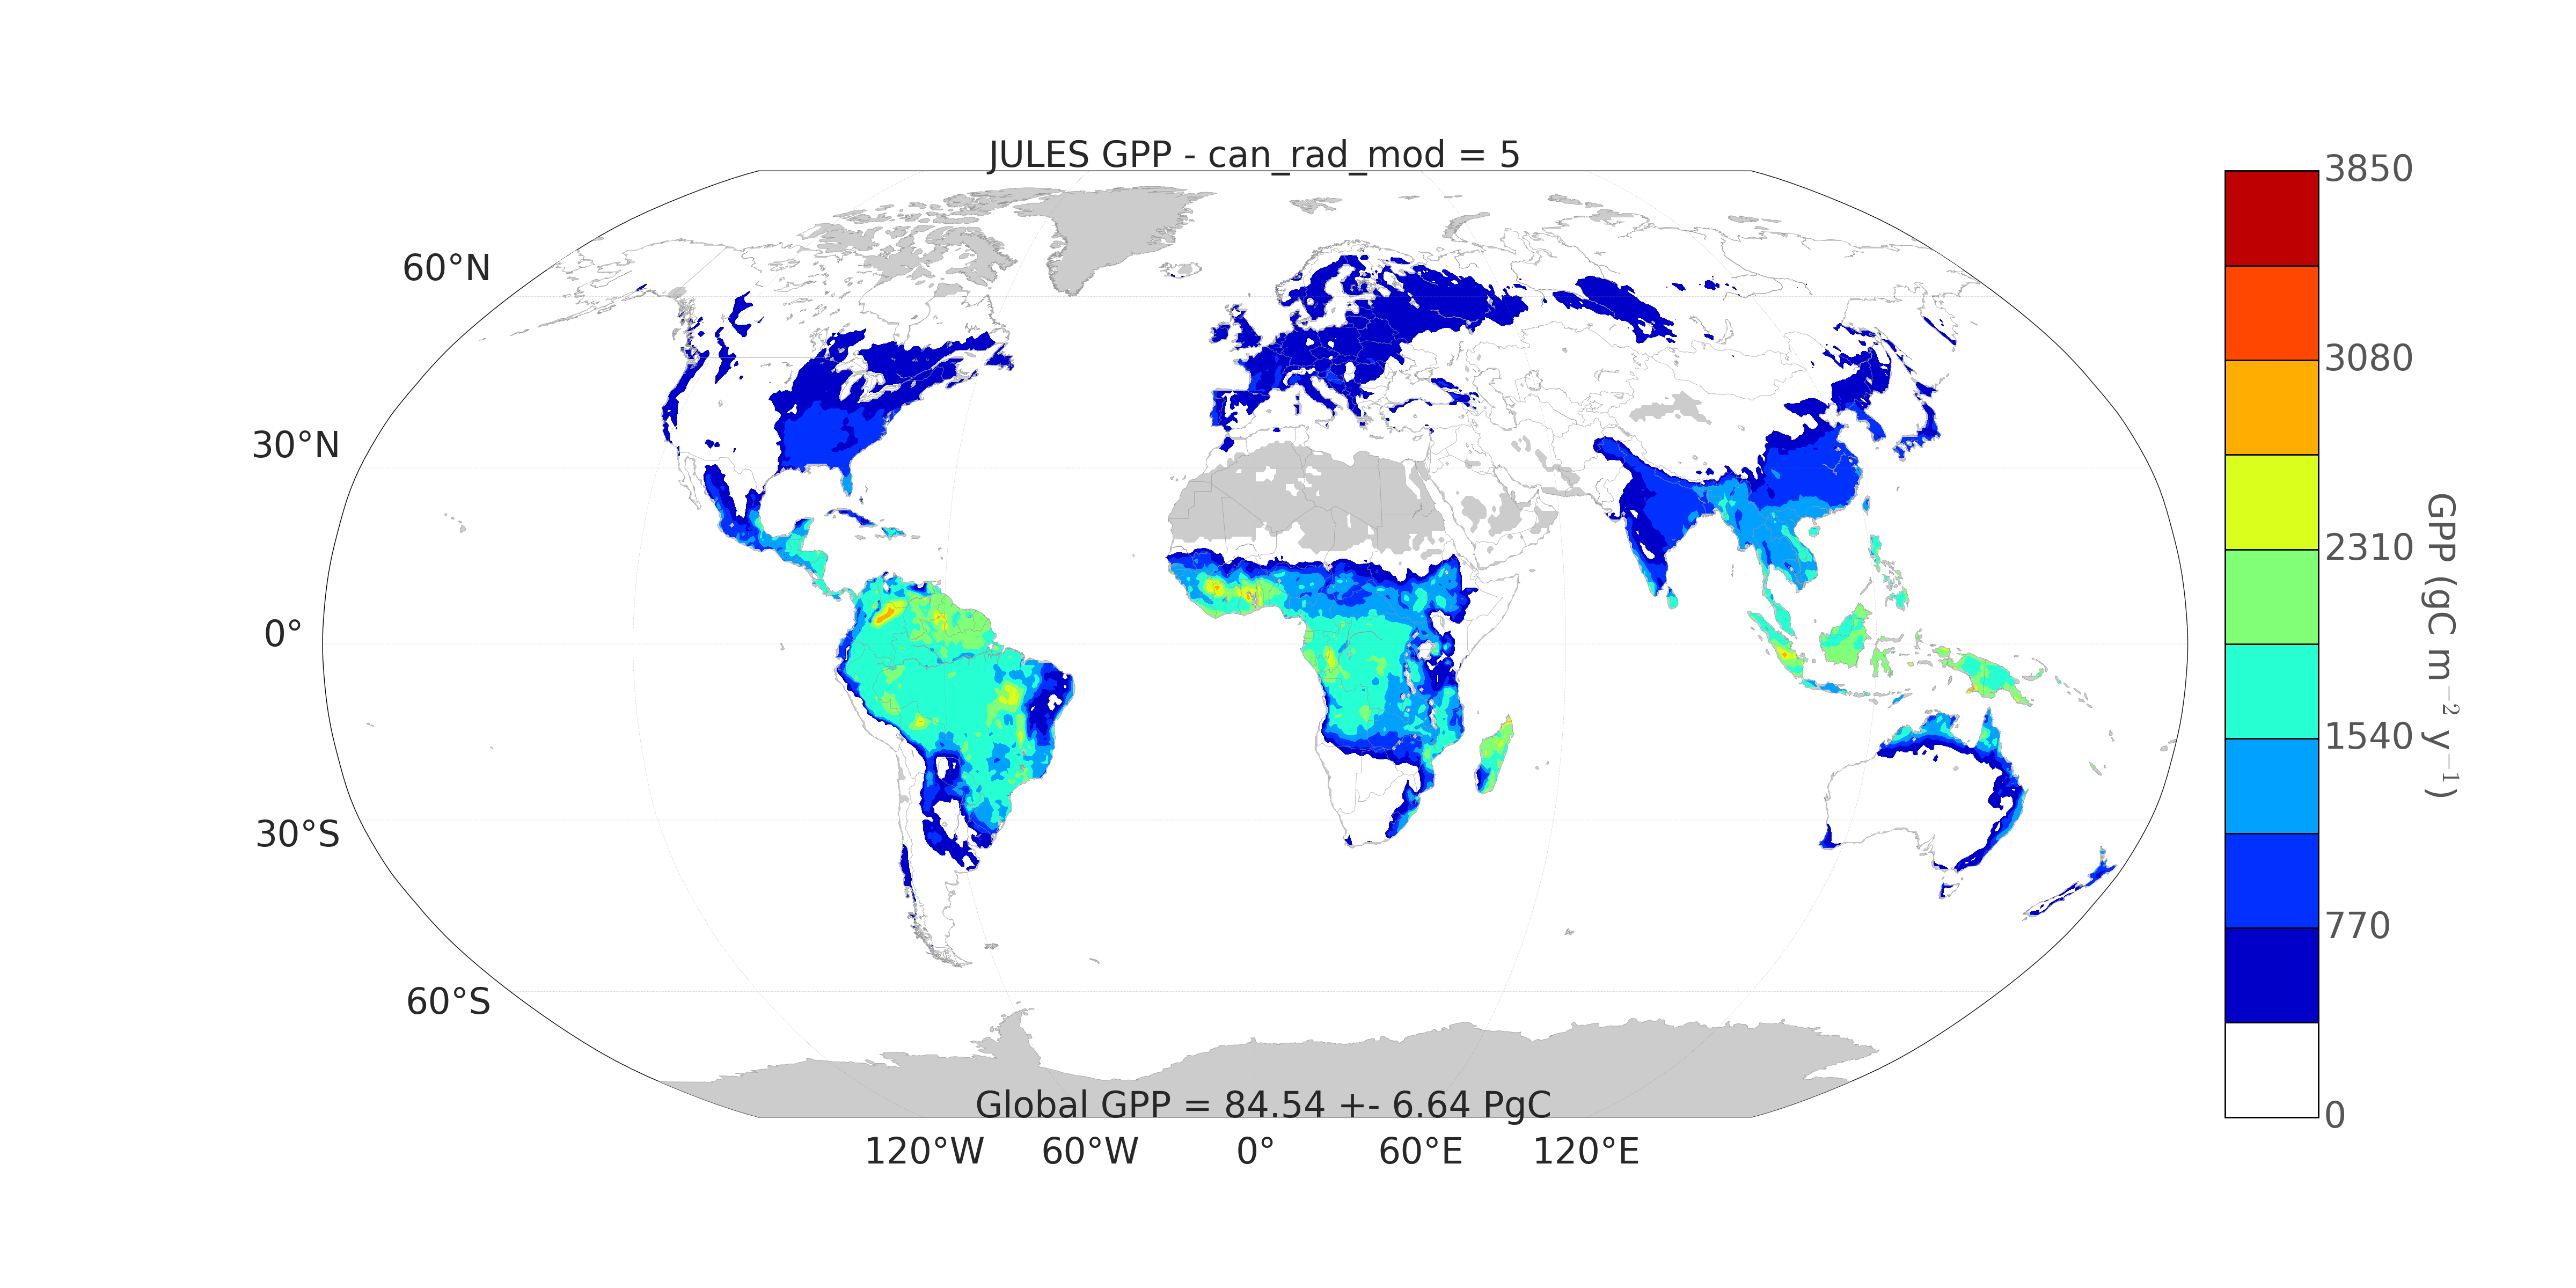 JULES GPP - can_rad_mod = 5
60°N
30°N
0°
30°S
60°S
Global GPP = 84.54 +- 6.64 PgC
120°W 60°W 0° 60°E 120°E
3850
3080
2310
1540
770
0
GPP (gC m⁻² y⁻¹)